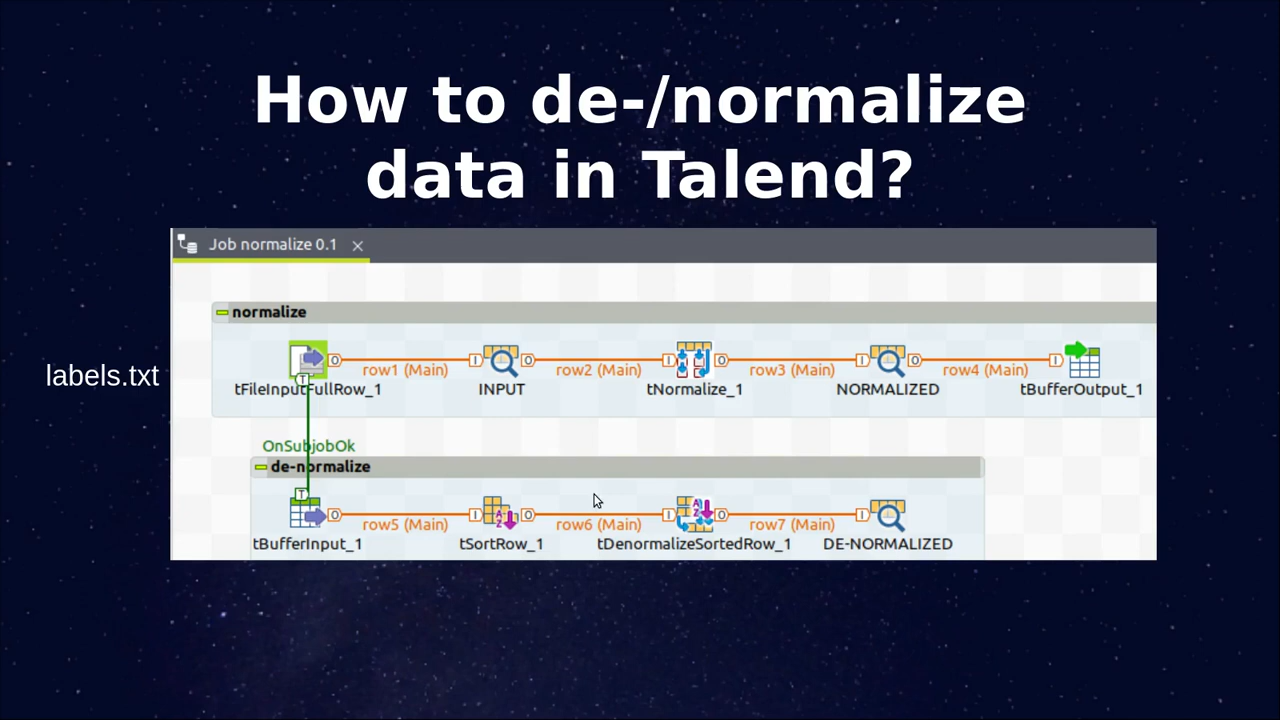 How to de-/normalize
data in Talend?
Job normalize 0.1
normalize
row1 (Main) row2 (Main) row3 (Main) row4 (Main)
labels.txt
tFileInputFullRow_1 INPUT tNormalize_1 NORMALIZED tBufferOutput_1
OnSubjobOk
de-normalize
row5 (Main) row6 (Main) row7 (Main)
tBufferInput_1 tSortRow_1 tDenormalizeSortedRow_1 DE-NORMALIZED